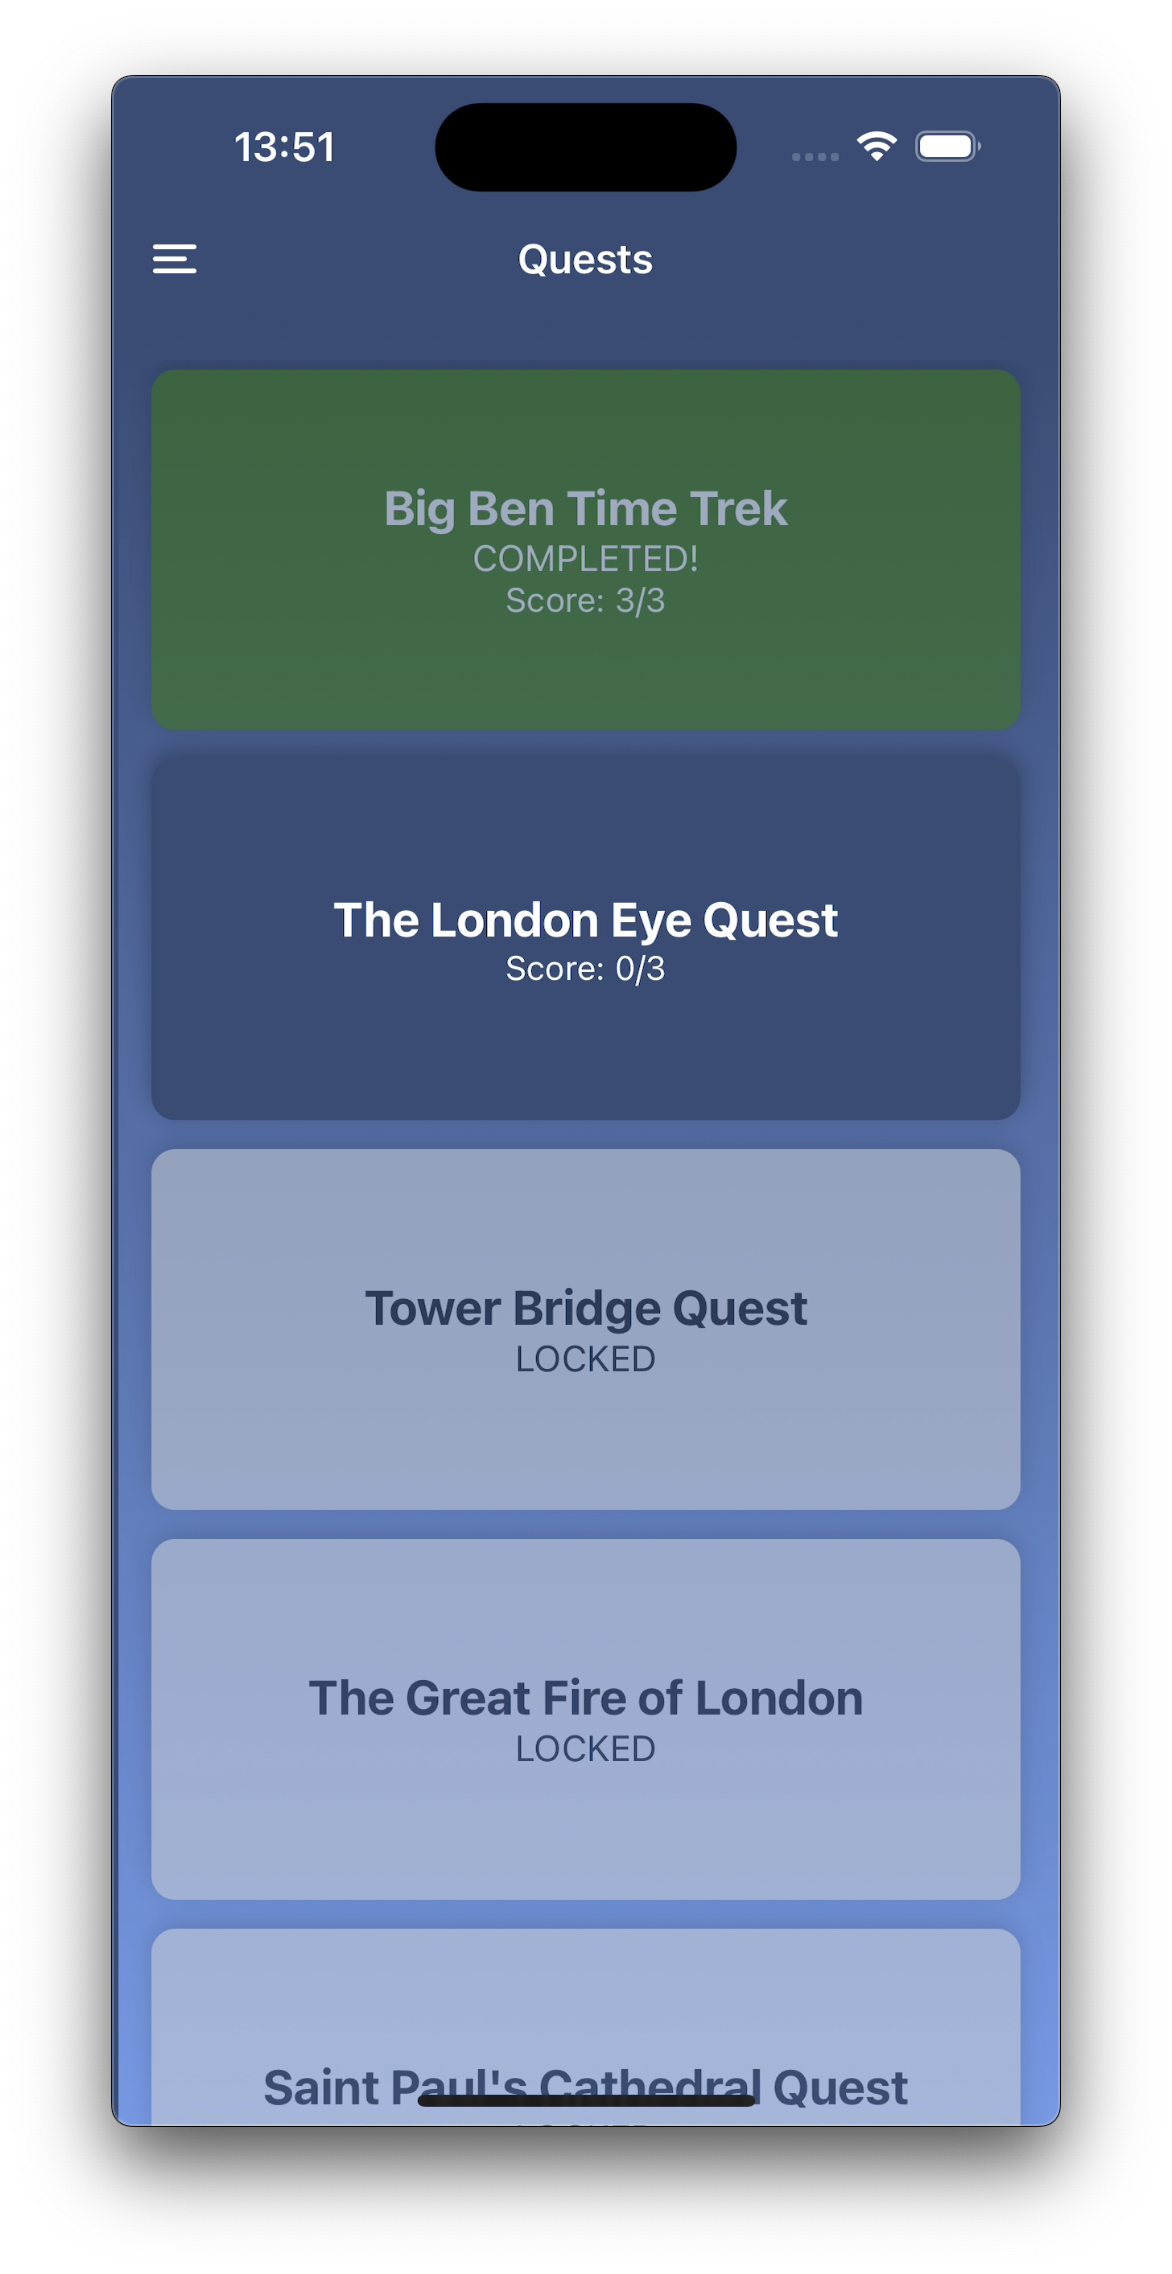 13:51
Quests
Big Ben Time Trek
COMPLETED!
Score: 3/3
The London Eye Quest
Score: 0/3
Tower Bridge Quest
LOCKED
The Great Fire of London
LOCKED
Saint Paul's Cathedral Quest